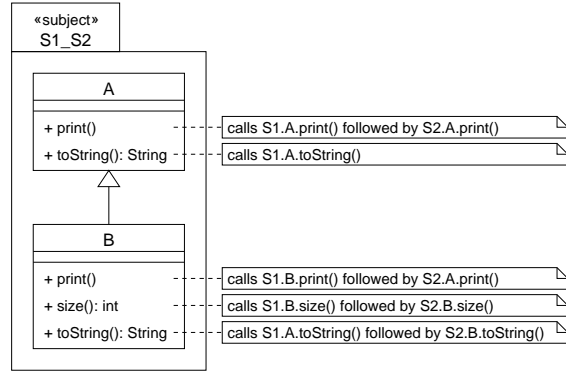 «subject»
S1_S2
A
+ print()
calls S1.A.print() followed by S2.A.print()
+ toString(): String
calls S1.A.toString()
B
+ print()
calls S1.B.print() followed by S2.A.print()
+ size(): int
calls S1.B.size() followed by S2.B.size()
+ toString(): String
calls S1.A.toString() followed by S2.B.toString()